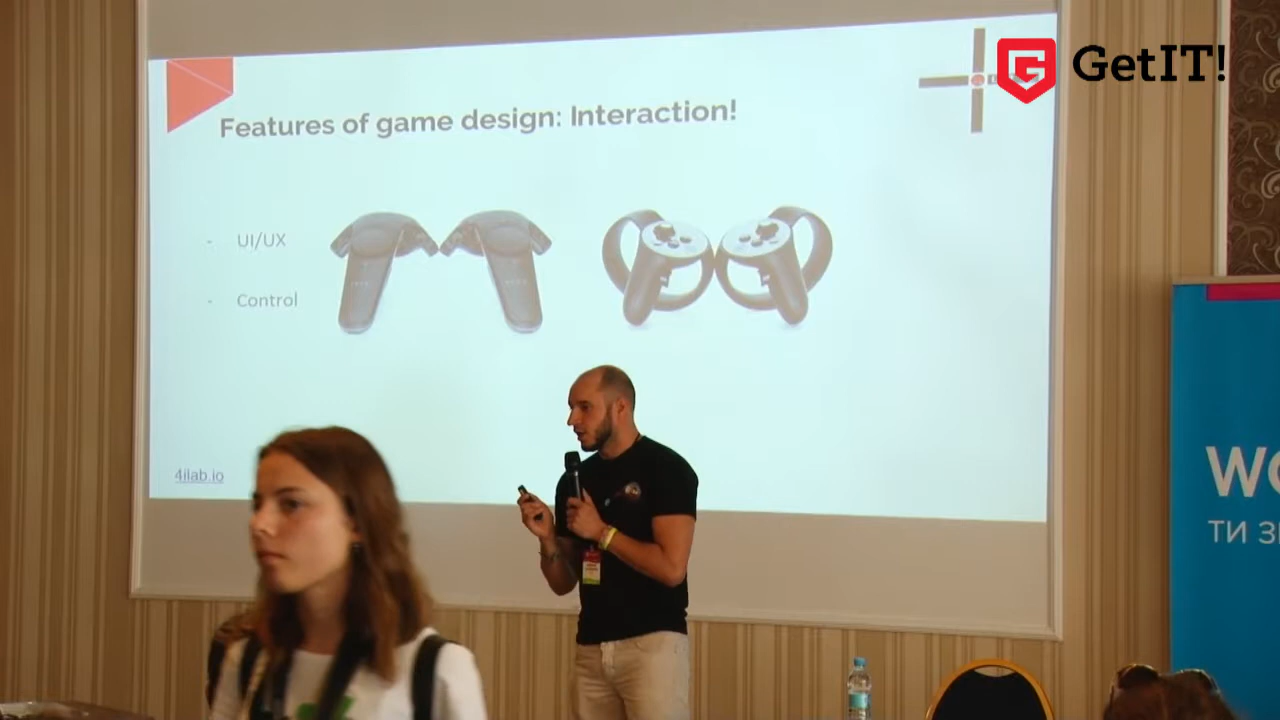 GetIT!
Features of game design: Interaction!
- UI/UX
- Control
4ilab.io
ТИ